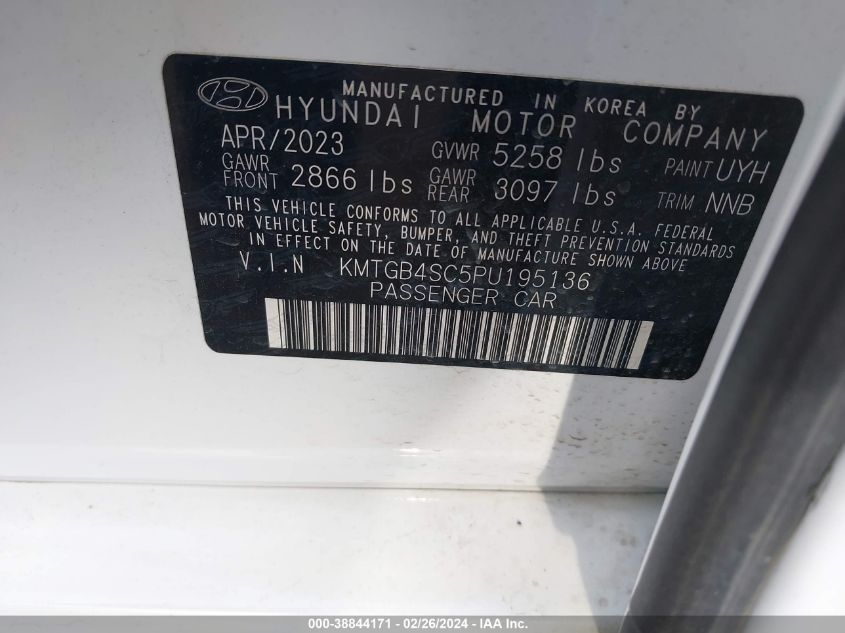 MANUFACTURED IN KOREA BY
HYUNDAI MOTOR COMPANY
APR/2023 GVWR 5258 lbs PAINT UYH
GAWR FRONT 2866 lbs GAWR REAR 3097 lbs TRIM NNB
THIS VEHICLE CONFORMS TO ALL APPLICABLE U.S.A. FEDERAL
MOTOR VEHICLE SAFETY, BUMPER, AND THEFT PREVENTION STANDARDS
IN EFFECT ON THE DATE OF MANUFACTURE SHOWN ABOVE.
V.I.N KMTGB4SC5PU195136
PASSENGER CAR
000-38844171 - 02/26/2024 - IAA Inc.